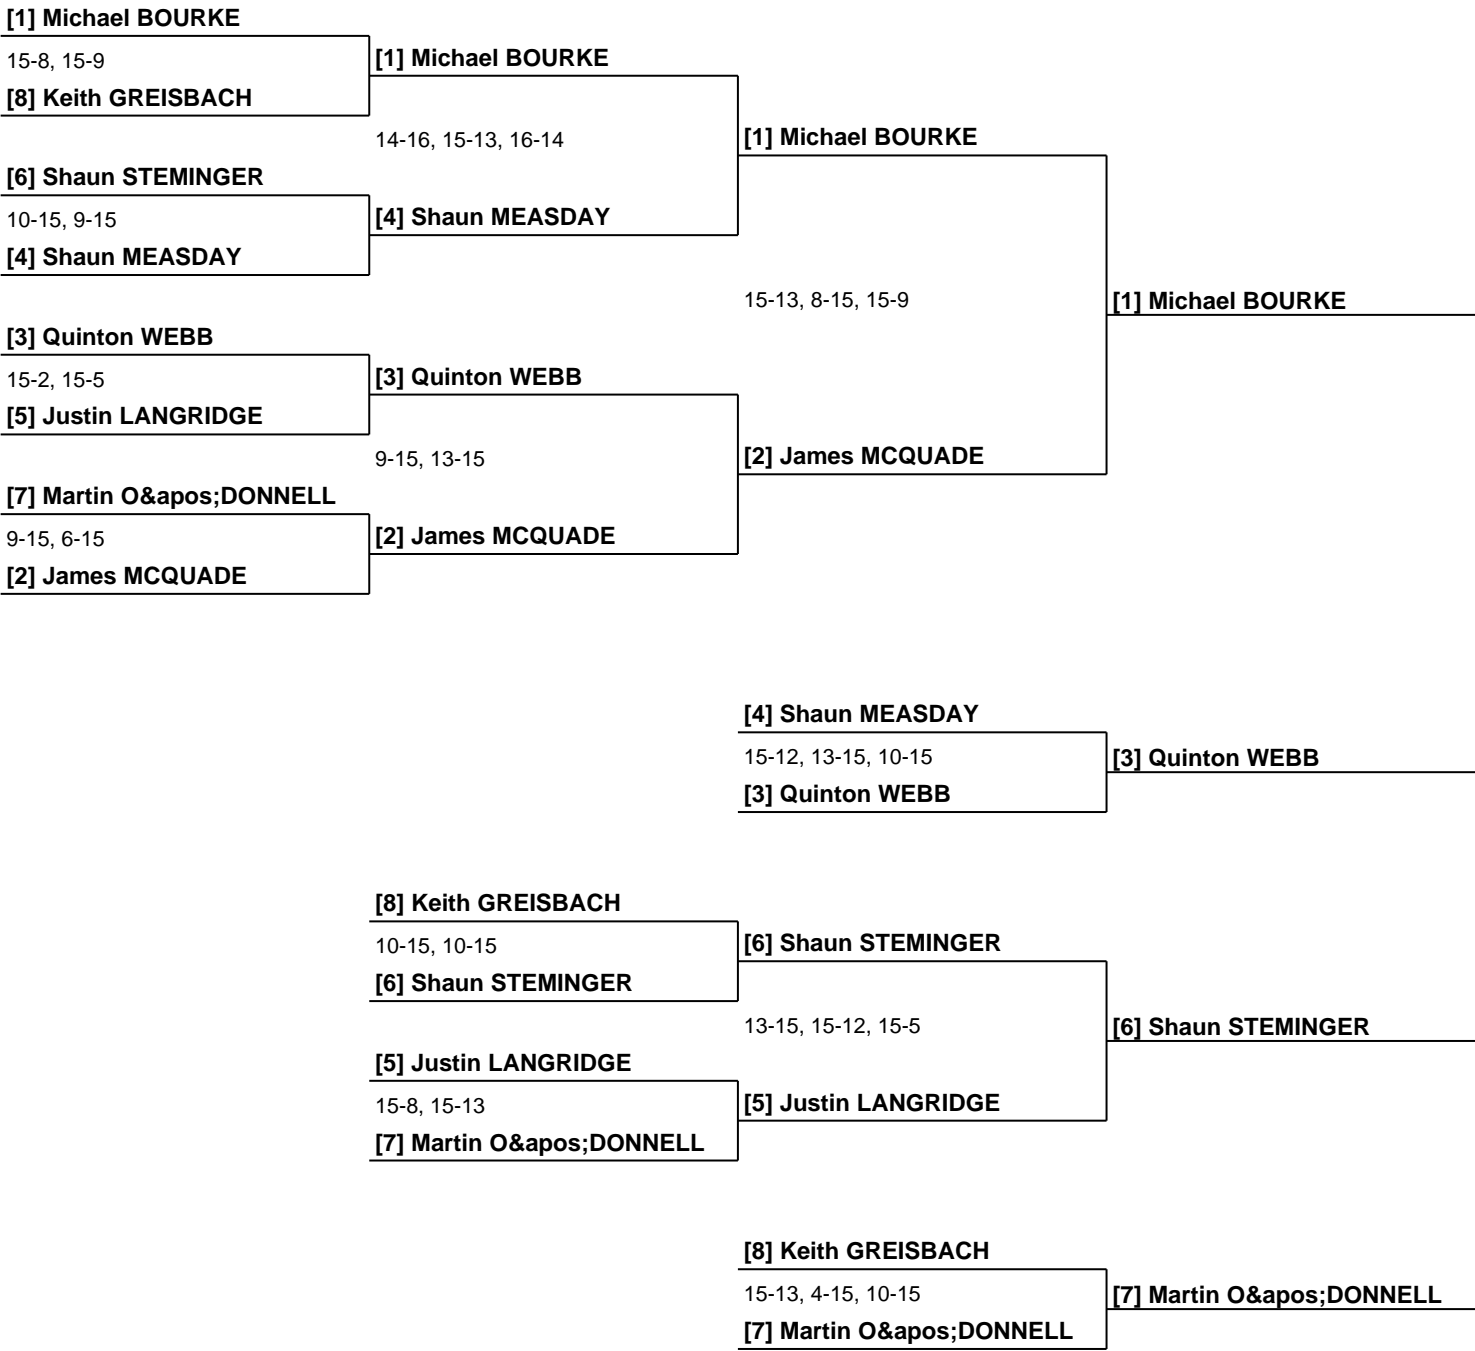 [1] Michael BOURKE
15-8, 15-9
[1] Michael BOURKE
[8] Keith GREISBACH
14-16, 15-13, 16-14
[1] Michael BOURKE
[6] Shaun STEMINGER
10-15, 9-15
[4] Shaun MEASDAY
[4] Shaun MEASDAY
15-13, 8-15, 15-9
[1] Michael BOURKE
[3] Quinton WEBB
15-2, 15-5
[3] Quinton WEBB
[5] Justin LANGRIDGE
9-15, 13-15
[2] James MCQUADE
[7] Martin O&apos;DONNELL
9-15, 6-15
[2] James MCQUADE
[2] James MCQUADE
[4] Shaun MEASDAY
15-12, 13-15, 10-15
[3] Quinton WEBB
[3] Quinton WEBB
[8] Keith GREISBACH
10-15, 10-15
[6] Shaun STEMINGER
[6] Shaun STEMINGER
13-15, 15-12, 15-5
[6] Shaun STEMINGER
[5] Justin LANGRIDGE
15-8, 15-13
[5] Justin LANGRIDGE
[7] Martin O&apos;DONNELL
[8] Keith GREISBACH
15-13, 4-15, 10-15
[7] Martin O&apos;DONNELL
[7] Martin O&apos;DONNELL